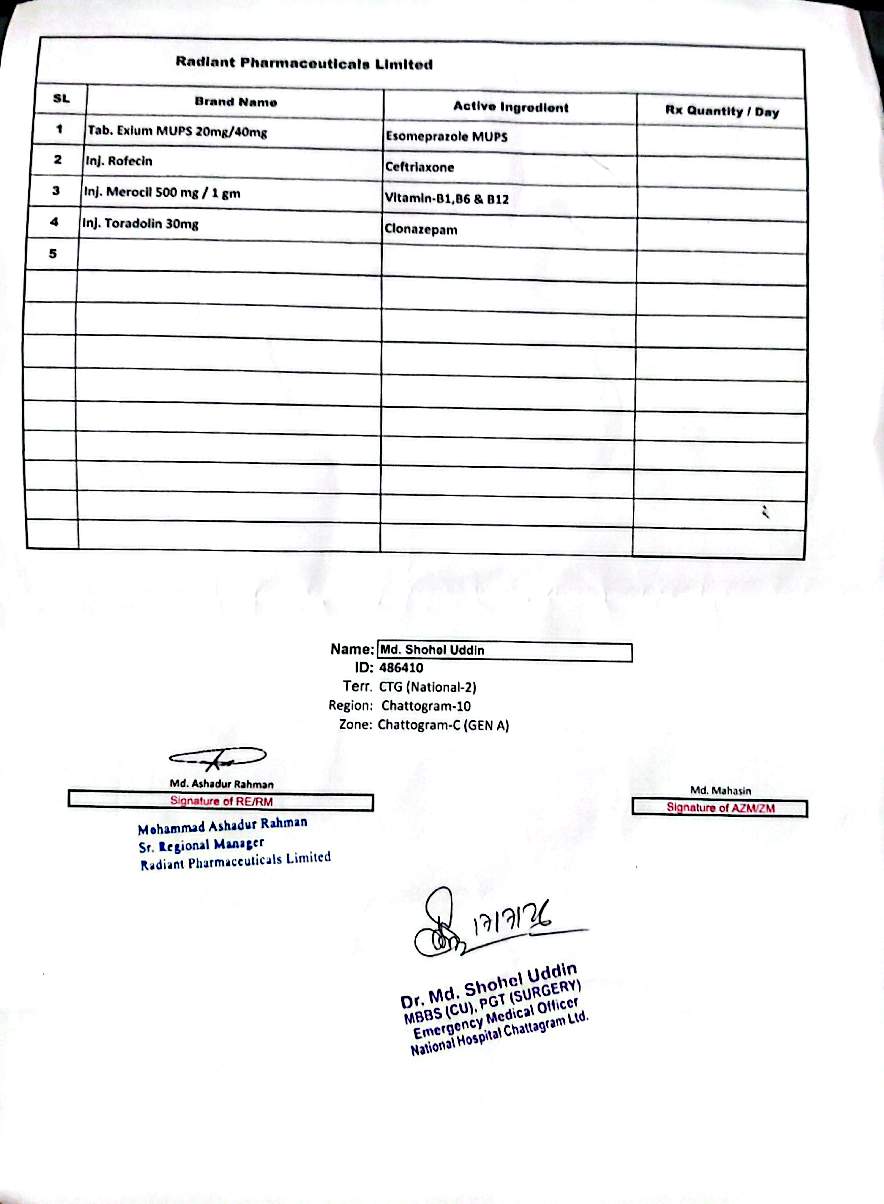 Radiant Pharmaceuticals Limited
SL Brand Name Active Ingredient Rx Quantity / Day
1 Tab. Exium MUPS 20mg/40mg Esomeprazole MUPS
2 Inj. Rofecin Ceftriaxone
3 Inj. Merocil 500 mg / 1 gm Vitamin-B1,B6 & B12
4 Inj. Toradolin 30mg Clonazepam
5
Name: Md. Shohel Uddin
ID: 486410
Terr. CTG (National-2)
Region: Chattogram-10
Zone: Chattogram-C (GEN A)
Md. Ashadur Rahman
Signature of RE/RM
Mohammad Ashadur Rahman
Sr. Regional Manager
Radiant Pharmaceuticals Limited
Md. Mahasin
Signature of AZM/ZM
17/7/26
Dr. Md. Shohel Uddin
MBBS (CU), PGT (SURGERY)
Emergency Medical Officer
National Hospital Chattagram Ltd.